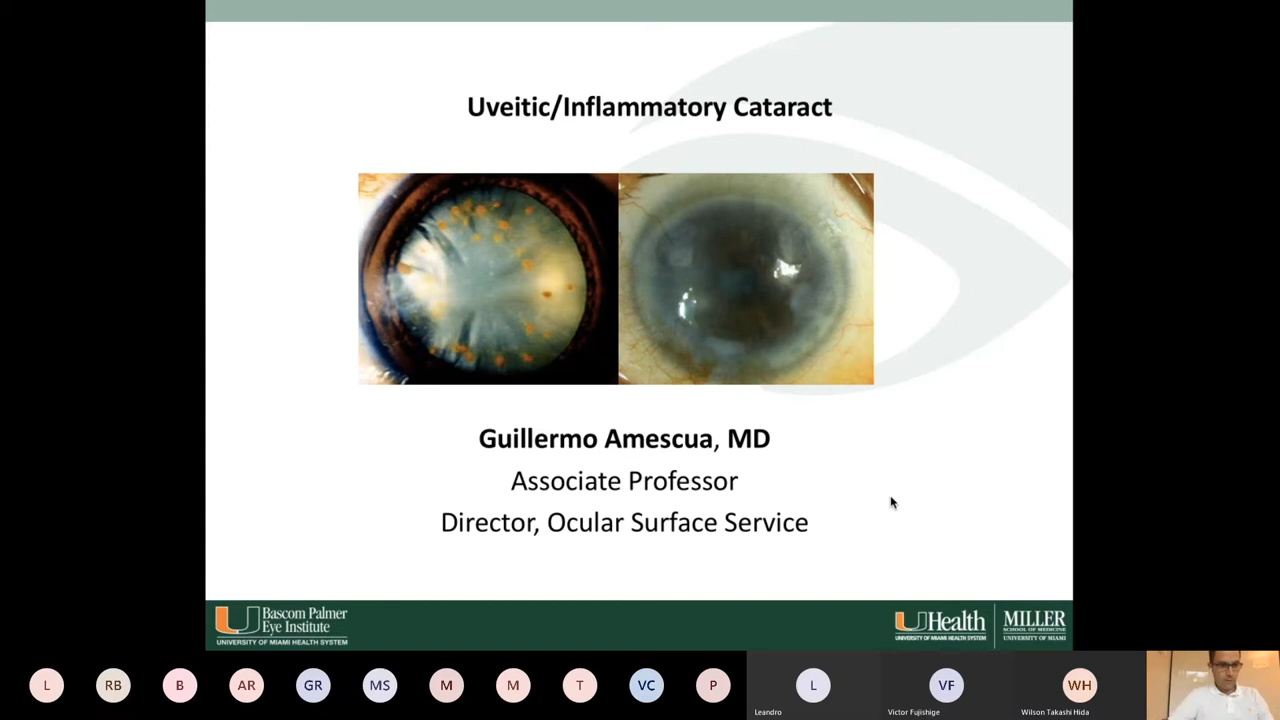 Uveitic/Inflammatory Cataract
Guillermo Amescua, MD
Associate Professor
Director, Ocular Surface Service
Bascom Palmer
Eye Institute
UNIVERSITY OF MIAMI HEALTH SYSTEM
UHealth
UNIVERSITY OF MIAMI HEALTH SYSTEM
MILLER
SCHOOL OF MEDICINE
UNIVERSITY OF MIAMI
L RB B AR GR MS M M T VC P L VF WH
Leandro Victor Fujishige Wilson Takashi Hida